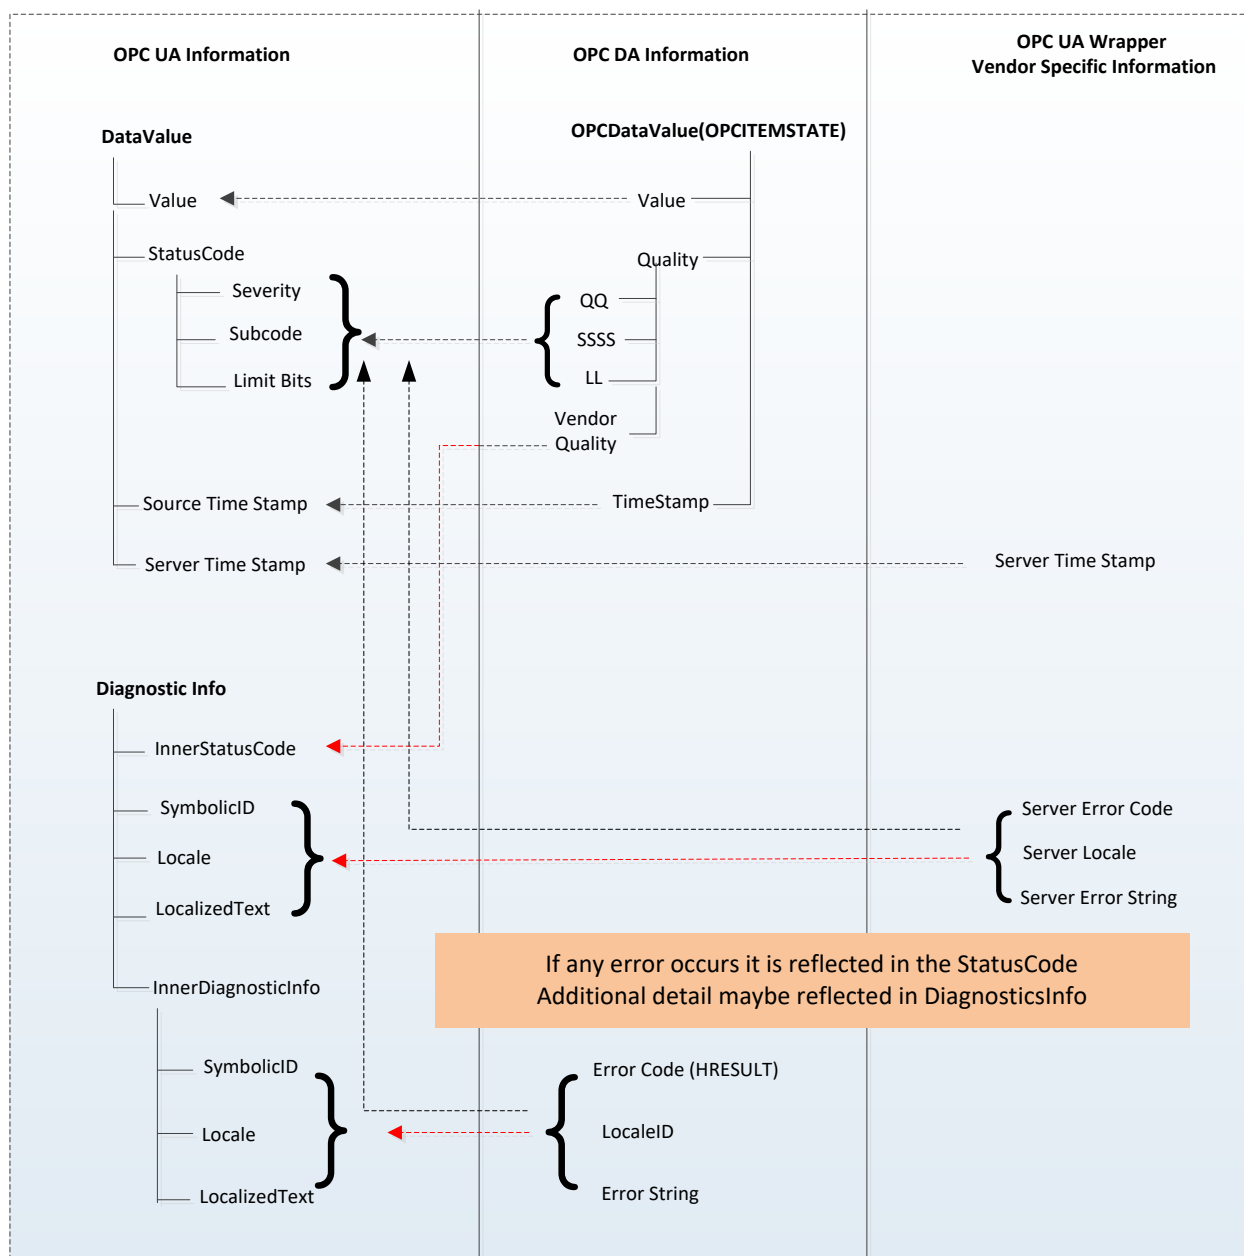 OPC UA Information
OPC DA Information
OPC UA Wrapper
Vendor Specific Information
DataValue
OPCDataValue(OPCITEMSTATE)
Value
Value
StatusCode
Quality
Severity
QQ
Subcode
SSSS
Limit Bits
LL
Vendor
Quality
Source Time Stamp
TimeStamp
Server Time Stamp
Server Time Stamp
Diagnostic Info
InnerStatusCode
SymbolicID
Server Error Code
Locale
Server Locale
LocalizedText
Server Error String
If any error occurs it is reflected in the StatusCode
Additional detail maybe reflected in DiagnosticsInfo
InnerDiagnosticInfo
SymbolicID
Error Code (HRESULT)
Locale
LocaleID
LocalizedText
Error String